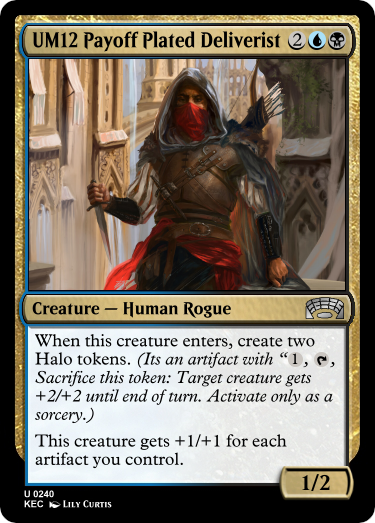 UM12 Payoff Plated Deliverist 2
Creature — Human Rogue
When this creature enters, create two
Halo tokens. (Its an artifact with “1, T,
Sacrifice this token: Target creature gets
+2/+2 until end of turn. Activate only as a
sorcery.)
This creature gets +1/+1 for each
artifact you control.
1/2
U 0240
KEC Lily Curtis